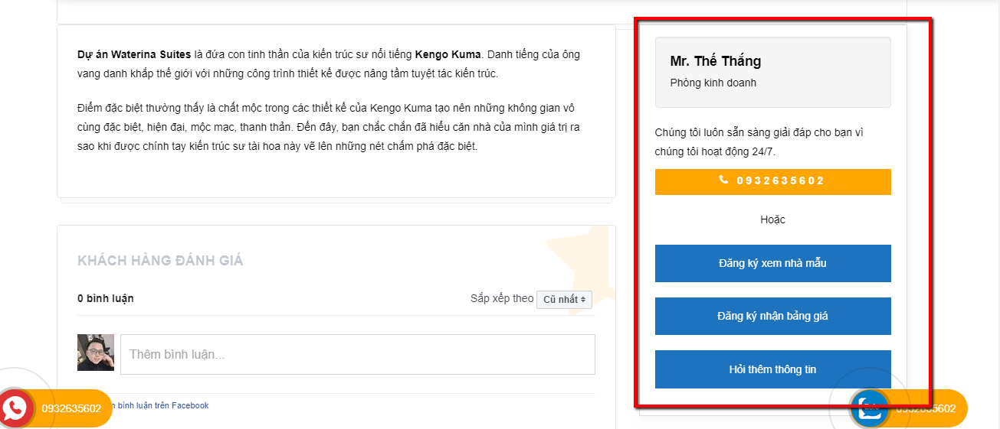 Dự án Waterina Suites là đứa con tinh thần của kiến trúc sư nổi tiếng Kengo Kuma. Danh tiếng của ông
vang danh khắp thế giới với những công trình thiết kế được nâng tầm tuyệt tác kiến trúc.
Điểm đặc biệt thường thấy là chất mộc trong các thiết kế của Kengo Kuma tạo nên những không gian vô
cùng đặc biệt, hiện đại, mộc mạc, thanh thản. Đến đây, bạn chắc chắn đã hiểu căn nhà của mình giá trị ra
sao khi được chính tay kiến trúc sư tài hoa này vẽ lên những nét chấm phá đặc biệt.
KHÁCH HÀNG ĐÁNH GIÁ
0 bình luận
Sắp xếp theo Cũ nhất
Thêm bình luận...
bình luận trên Facebook
0932635602
Mr. Thế Thắng
Phòng kinh doanh
Chúng tôi luôn sẵn sàng giải đáp cho bạn vì
chúng tôi hoạt động 24/7.
0932635602
Hoặc
Đăng ký xem nhà mẫu
Đăng ký nhận bảng giá
Hỏi thêm thông tin
Zalo
0932635602